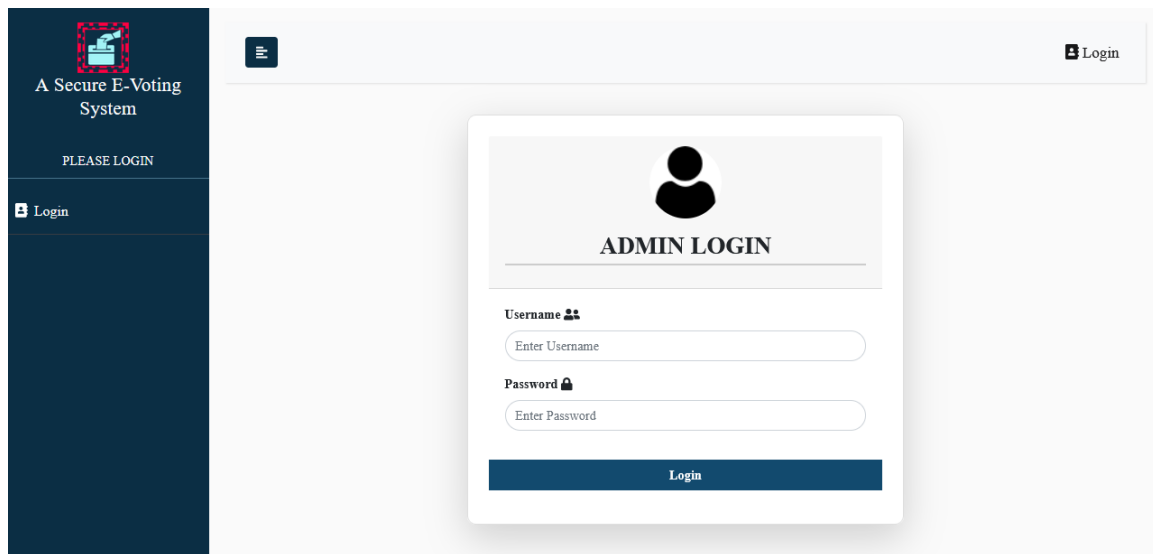 A Secure E-Voting
System
PLEASE LOGIN
Login
Login
ADMIN LOGIN
Username
Enter Username
Password
Enter Password
Login